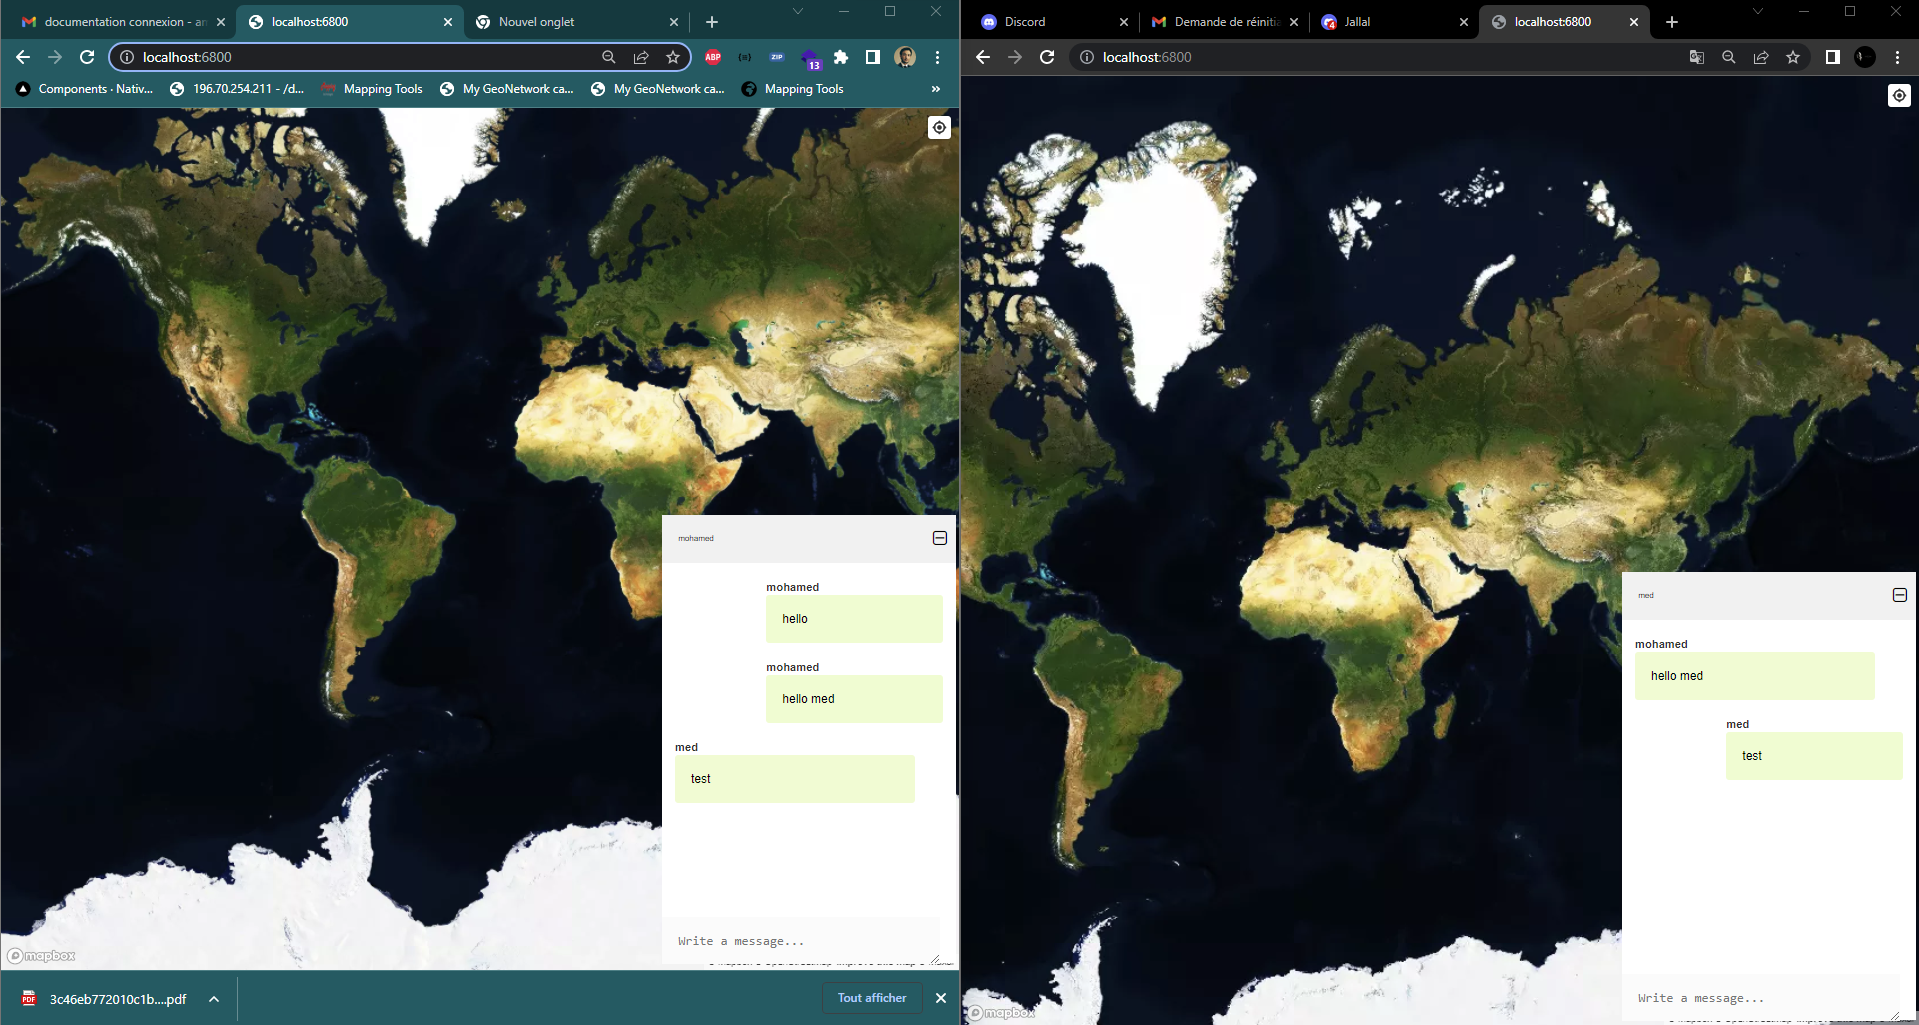 documentation connexion - an
localhost:6800
Nouvel onglet
localhost:6800
ABP
ZIP
13
Components · Nativ...
196.70.254.211 - /d...
Mapping Tools
My GeoNetwork ca...
My GeoNetwork ca...
Mapping Tools
»
mohamed
mohamed
hello
mohamed
hello med
med
test
Write a message...
mapbox
PDF
3c46eb772010c1b....pdf
Tout afficher
Discord
Demande de réinitia
4
Jallal
localhost:6800
localhost:6800
med
mohamed
hello med
med
test
Write a message...
mapbox